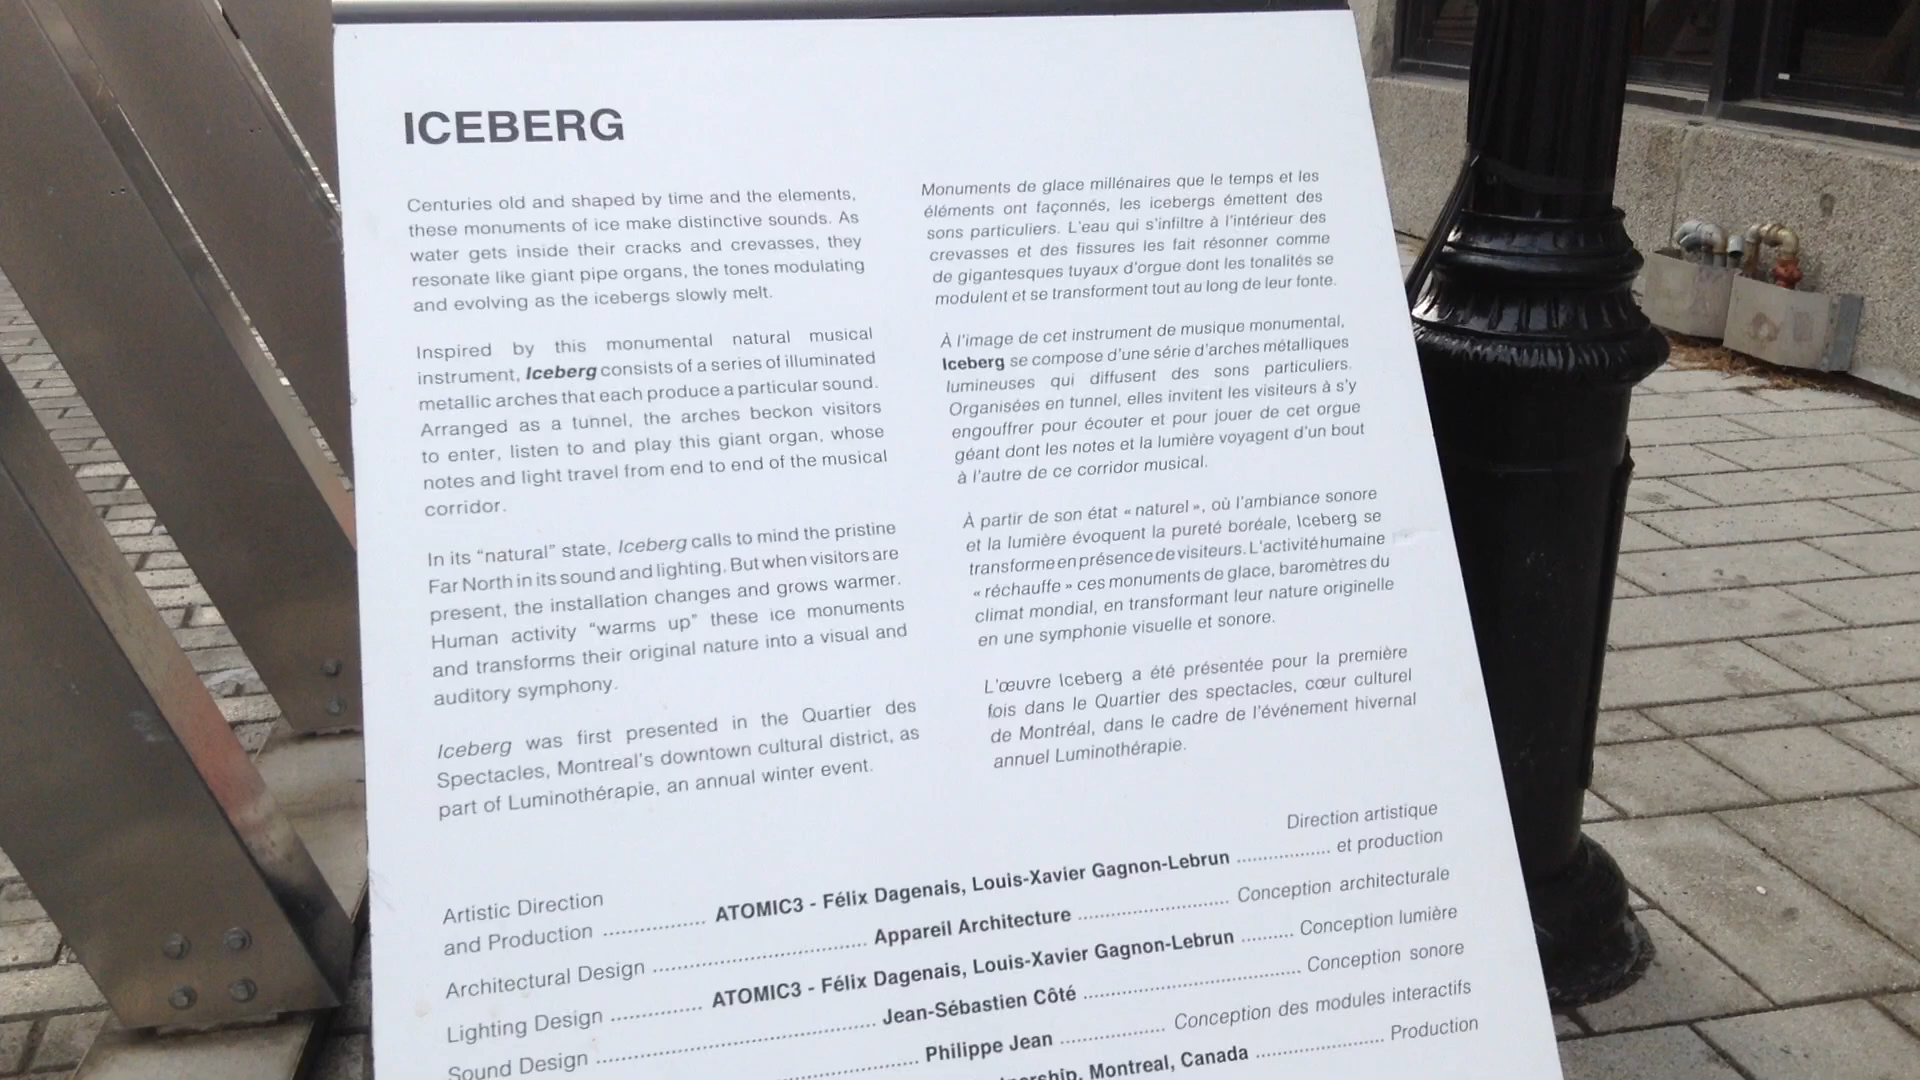 ICEBERG
Centuries old and shaped by time and the elements,
these monuments of ice make distinctive sounds. As
water gets inside their cracks and crevasses, they
resonate like giant pipe organs, the tones modulating
and evolving as the icebergs slowly melt.
Inspired by this monumental natural musical
instrument, Iceberg consists of a series of illuminated
metallic arches that each produce a particular sound.
Arranged as a tunnel, the arches beckon visitors
to enter, listen to and play this giant organ, whose
notes and light travel from end to end of the musical
corridor.
In its “natural” state, Iceberg calls to mind the pristine
Far North in its sound and lighting. But when visitors are
present, the installation changes and grows warmer.
Human activity “warms up” these ice monuments
and transforms their original nature into a visual and
auditory symphony.
Iceberg was first presented in the Quartier des
Spectacles, Montreal’s downtown cultural district, as
part of Luminothérapie, an annual winter event.
Monuments de glace millénaires que le temps et les
éléments ont façonnés, les icebergs émettent des
sons particuliers. L’eau qui s’infiltre à l’intérieur des
crevasses et des fissures les fait résonner comme
de gigantesques tuyaux d’orgue dont les tonalités se
modulent et se transforment tout au long de leur fonte.
À l’image de cet instrument de musique monumental,
Iceberg se compose d’une série d’arches métalliques
lumineuses qui diffusent des sons particuliers.
Organisées en tunnel, elles invitent les visiteurs à s’y
engouffrer pour écouter et pour jouer de cet orgue
géant dont les notes et la lumière voyagent d’un bout
à l’autre de ce corridor musical.
À partir de son état « naturel », où l’ambiance sonore
et la lumière évoquent la pureté boréale, Iceberg se
transforme en présence de visiteurs. L’activité humaine
« réchauffe » ces monuments de glace, baromètres du
climat mondial, en transformant leur nature originelle
en une symphonie visuelle et sonore.
L’œuvre Iceberg a été présentée pour la première
fois dans le Quartier des spectacles, cœur culturel
de Montréal, dans le cadre de l’événement hivernal
annuel Luminothérapie.
Artistic Direction Direction artistique
and Production .................. ATOMIC3 - Félix Dagenais, Louis-Xavier Gagnon-Lebrun .................. et production
Architectural Design .................. Appareil Architecture .................. Conception architecturale
Lighting Design .................. ATOMIC3 - Félix Dagenais, Louis-Xavier Gagnon-Lebrun .......... Conception lumière
Sound Design .................. Jean-Sébastien Côté .................. Conception sonore
.................. Philippe Jean .................. Conception des modules interactifs
Montreal, Canada .................. Production